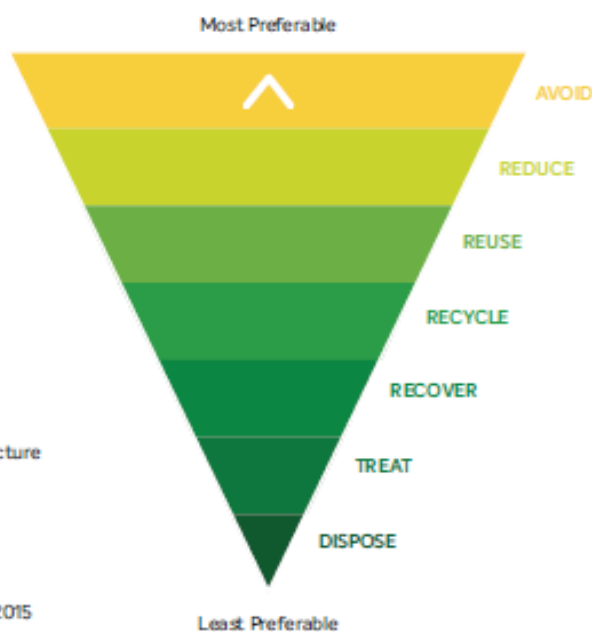 Most Preferable
AVOID
REDUCE
REUSE
RECYCLE
RECOVER
TREAT
DISPOSE
Least Preferable